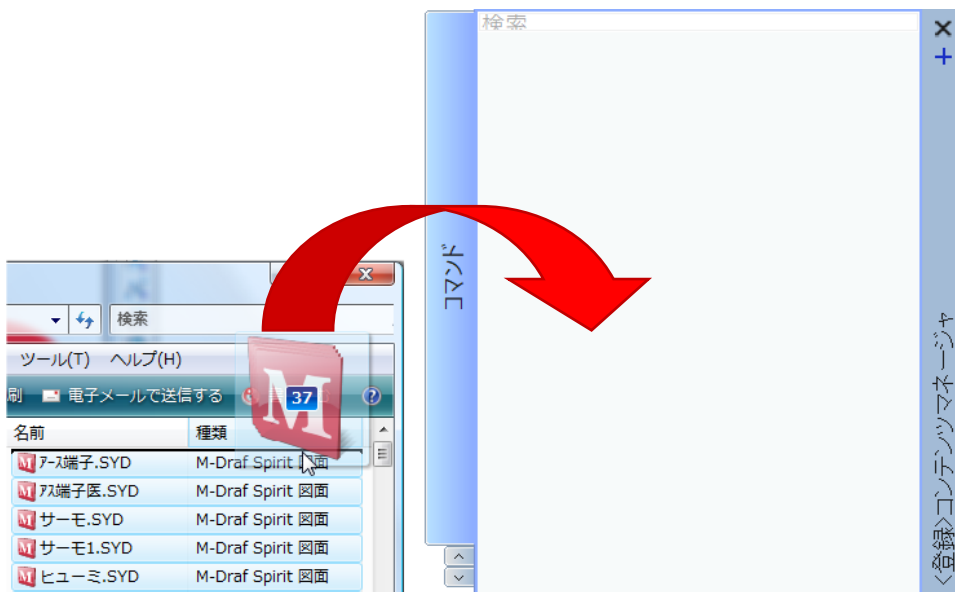 検索
コマンド
<登録>コンテンツマネージャ
検索
ツール(T) ヘルプ(H)
刷 電子メールで送信する
37
名前 種類
ｱｰｽ端子.SYD M-Draf Spirit 図面
ｱｽ端子医.SYD M-Draf Spirit 図面
サーモ.SYD M-Draf Spirit 図面
サーモ1.SYD M-Draf Spirit 図面
ヒューミ.SYD M-Draf Spirit 図面